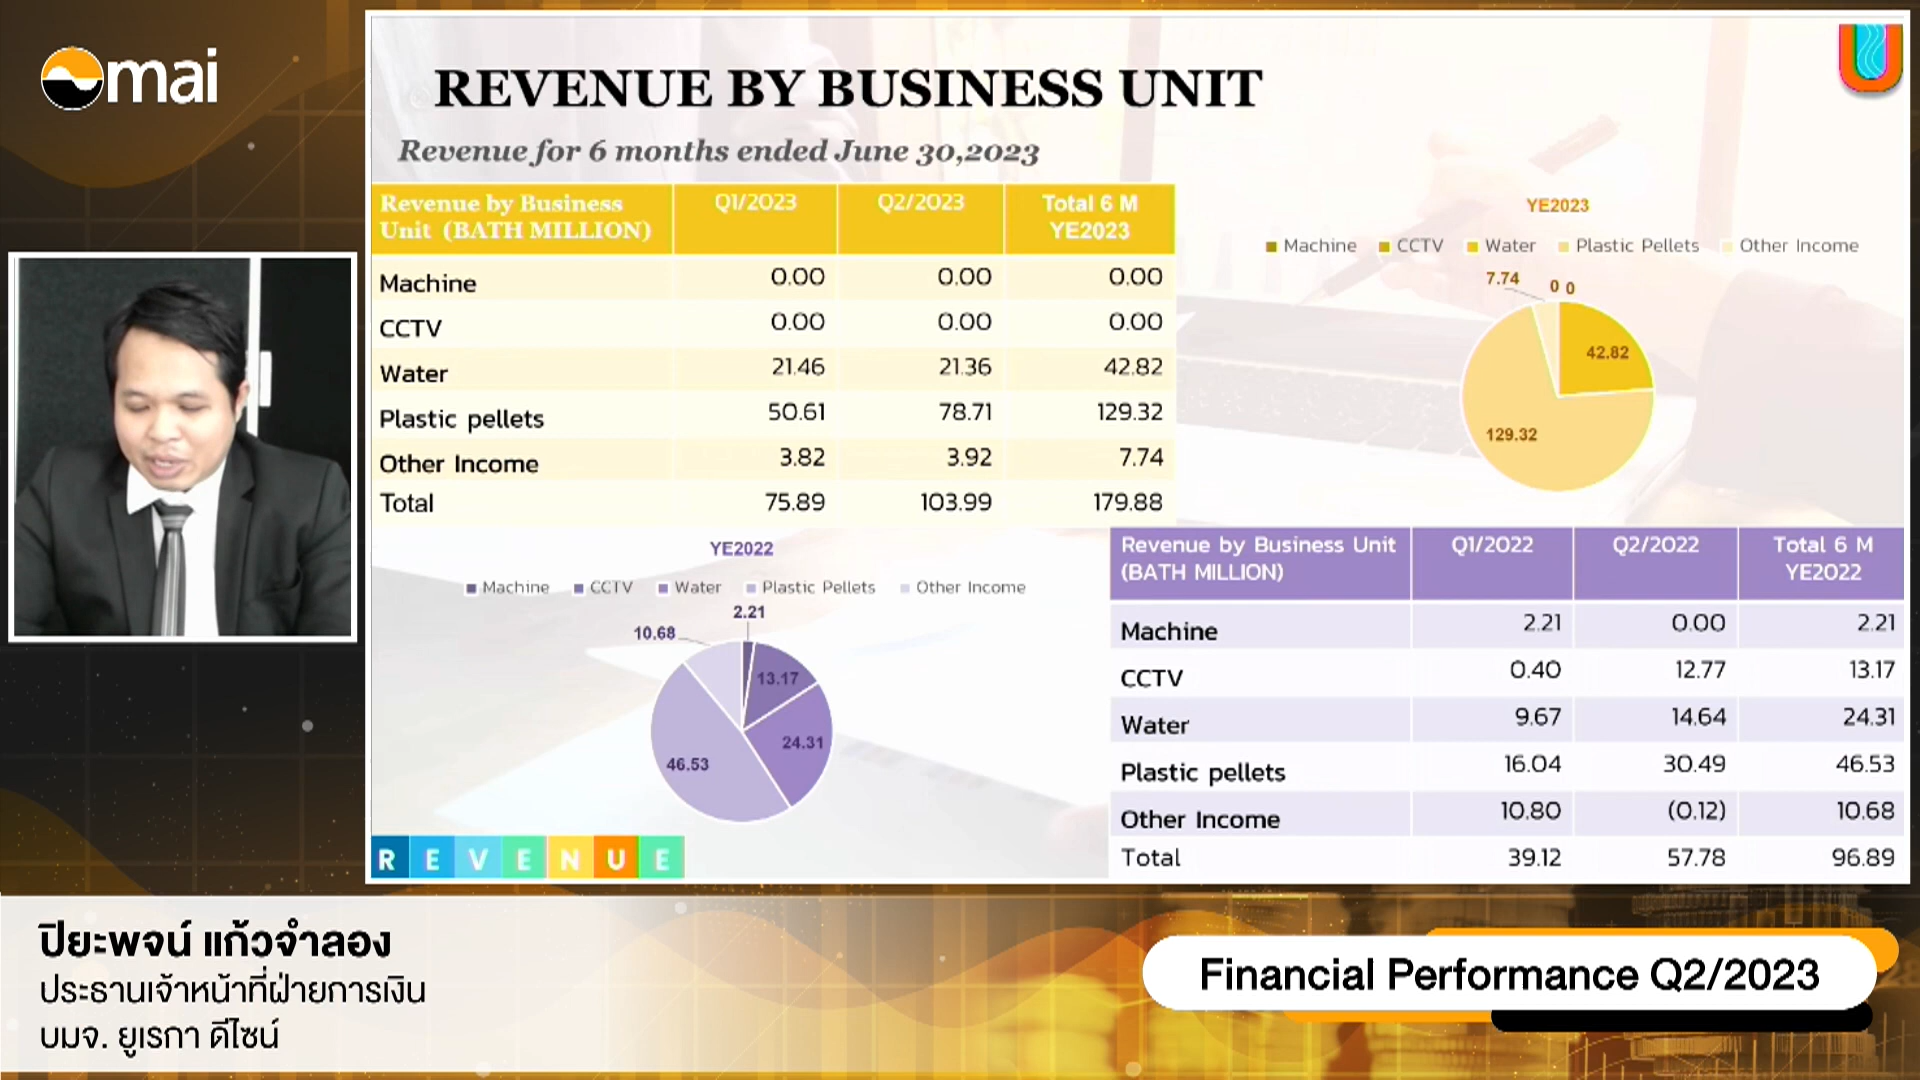 mai
REVENUE BY BUSINESS UNIT
Revenue for 6 months ended June 30,2023
Revenue by Business Unit (BATH MILLION) Q1/2023 Q2/2023 Total 6 M YE2023
Machine 0.00 0.00 0.00
CCTV 0.00 0.00 0.00
Water 21.46 21.36 42.82
Plastic pellets 50.61 78.71 129.32
Other Income 3.82 3.92 7.74
Total 75.89 103.99 179.88
YE2023
Machine CCTV Water Plastic Pellets Other Income
7.74 0 0
42.82
129.32
YE2022
Machine CCTV Water Plastic Pellets Other Income
2.21
10.68
13.17
24.31
46.53
REVENUE
Revenue by Business Unit (BATH MILLION) Q1/2022 Q2/2022 Total 6 M YE2022
Machine 2.21 0.00 2.21
CCTV 0.40 12.77 13.17
Water 9.67 14.64 24.31
Plastic pellets 16.04 30.49 46.53
Other Income 10.80 (0.12) 10.68
Total 39.12 57.78 96.89
ปิยะพจน์ แก้วจำลอง
ประธานเจ้าหน้าที่ฝ่ายการเงิน
บมจ. ยูเรกา ดีไซน์
Financial Performance Q2/2023